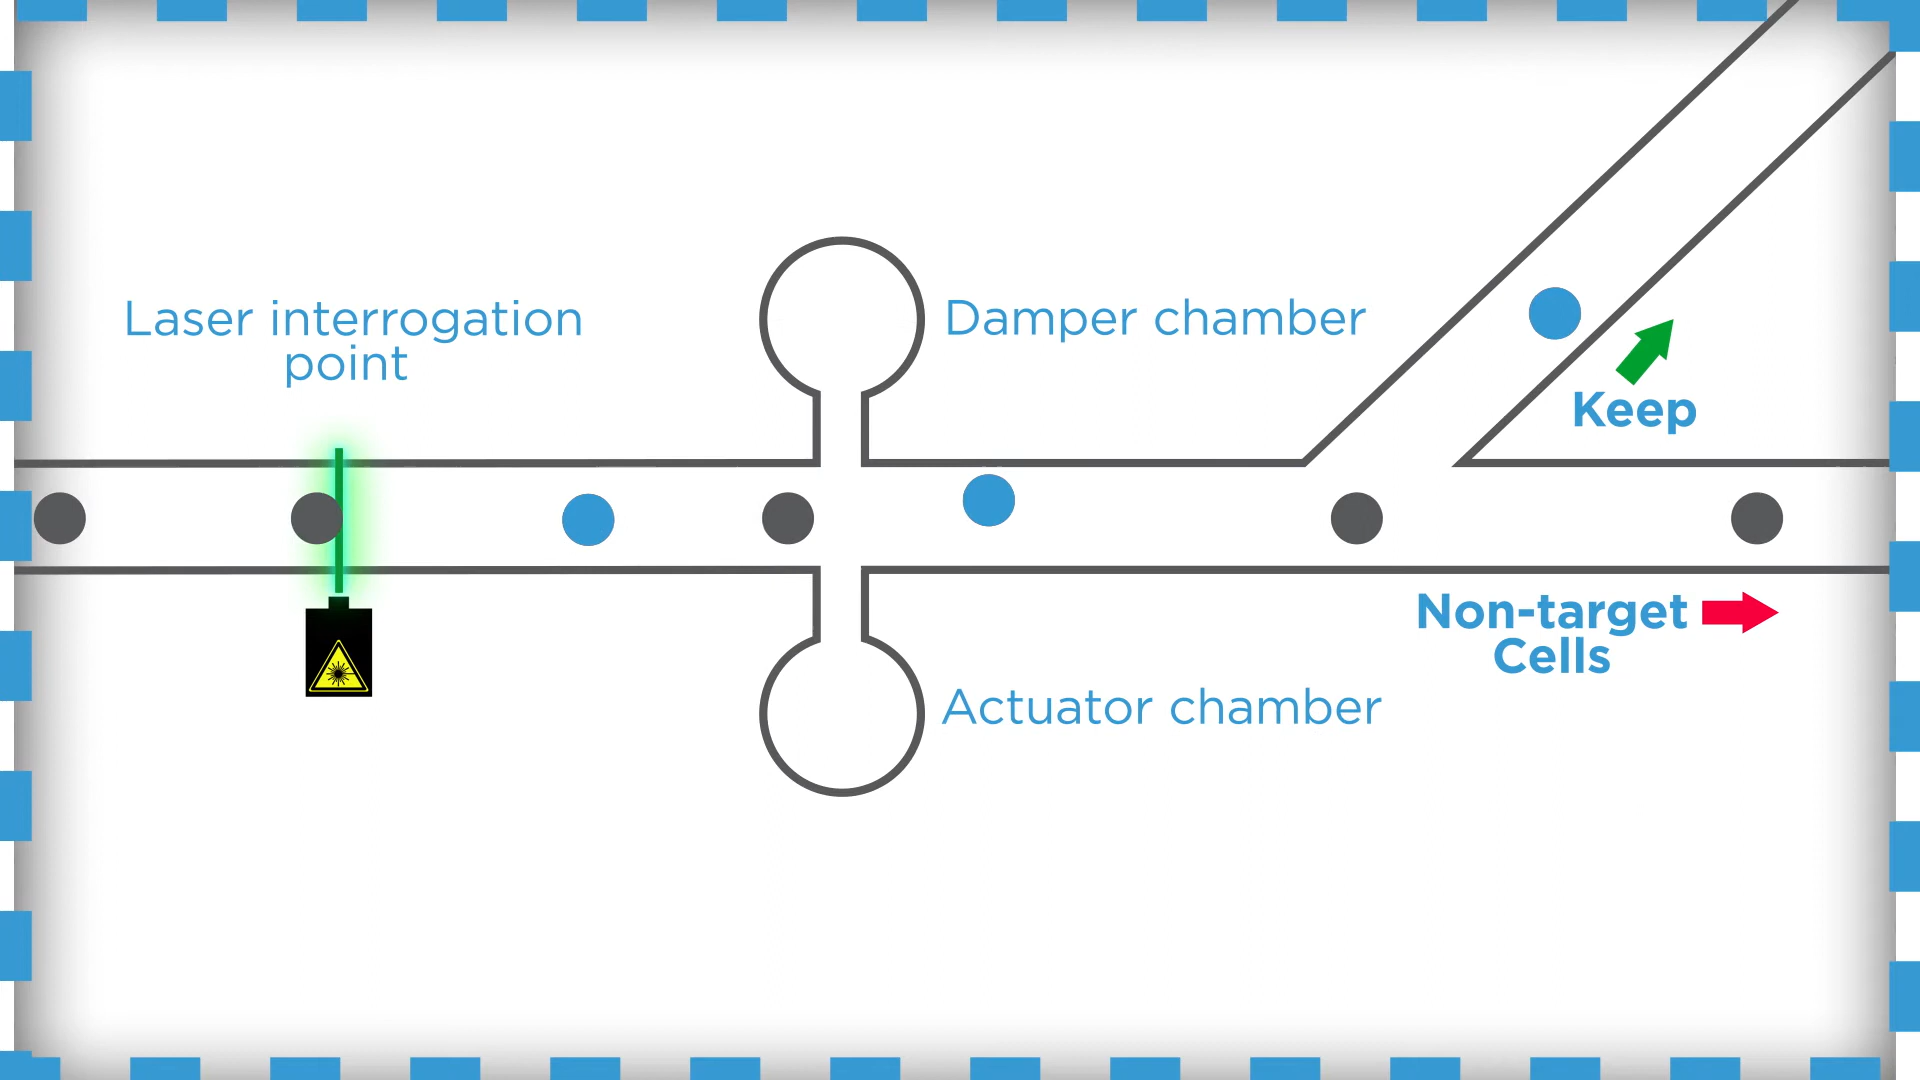 Laser interrogation
point
Damper chamber
Keep
Non-target
Cells
Actuator chamber